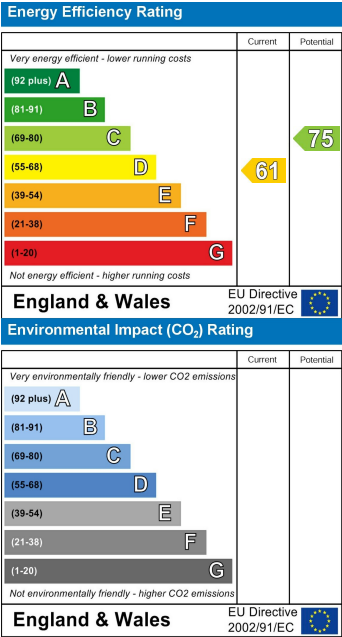 Energy Efficiency Rating
Current Potential
Very energy efficient - lower running costs
(92 plus) A
(81-91) B
(69-80) C
75
(55-68) D
61
(39-54) E
(21-38) F
(1-20) G
Not energy efficient - higher running costs
England & Wales
EU Directive
2002/91/EC
Environmental Impact (CO₂) Rating
Current Potential
Very environmentally friendly - lower CO2 emissions
(92 plus) A
(81-91) B
(69-80) C
(55-68) D
(39-54) E
(21-38) F
(1-20) G
Not environmentally friendly - higher CO2 emissions
England & Wales
EU Directive
2002/91/EC